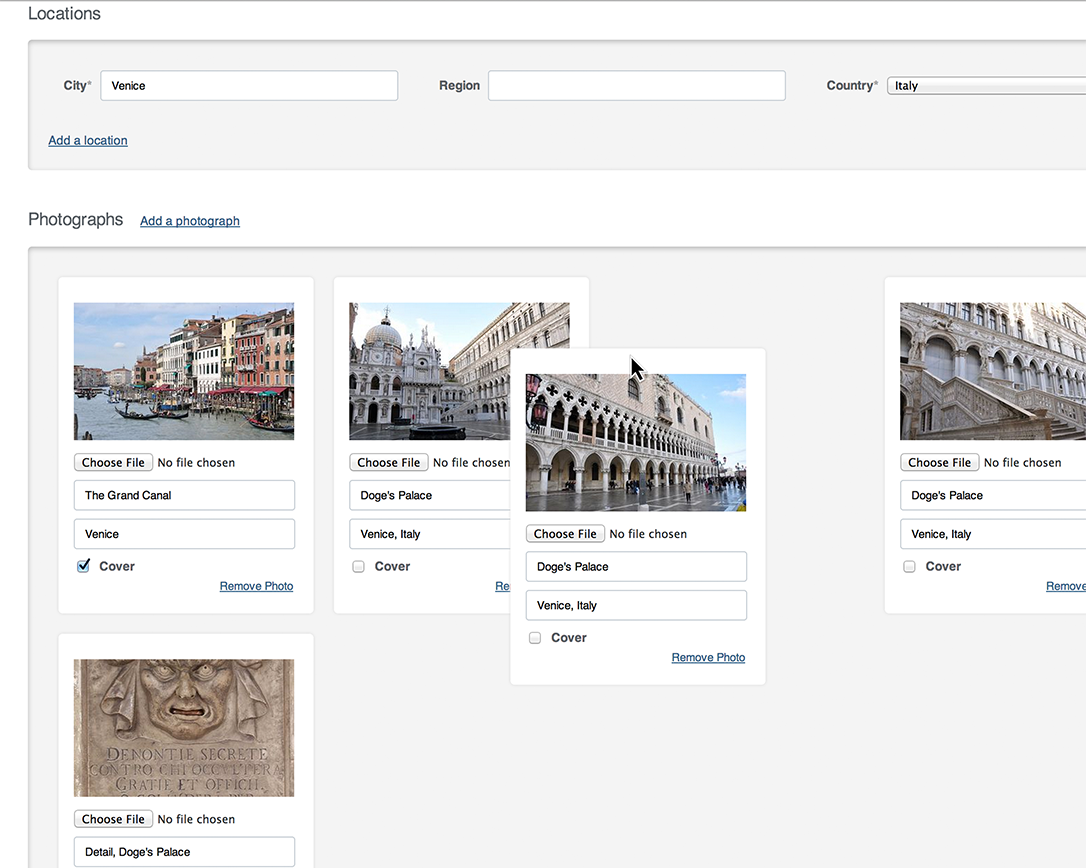 Locations
City* Venice Region Country* Italy
Add a location
Photographs Add a photograph
Choose File No file chosen
The Grand Canal
Venice
Cover
Remove Photo
Choose File No file chosen
Doge's Palace
Venice, Italy
Cover
Re
Choose File No file chosen
Doge's Palace
Venice, Italy
Cover
Remove Photo
Choose File No file chosen
Doge's Palace
Venice, Italy
Cover
Remove
DENONTIE SECRETE
CONTRO CHI OCCVLTERA
GRATIE ET OFFICII.
Choose File No file chosen
Detail, Doge's Palace